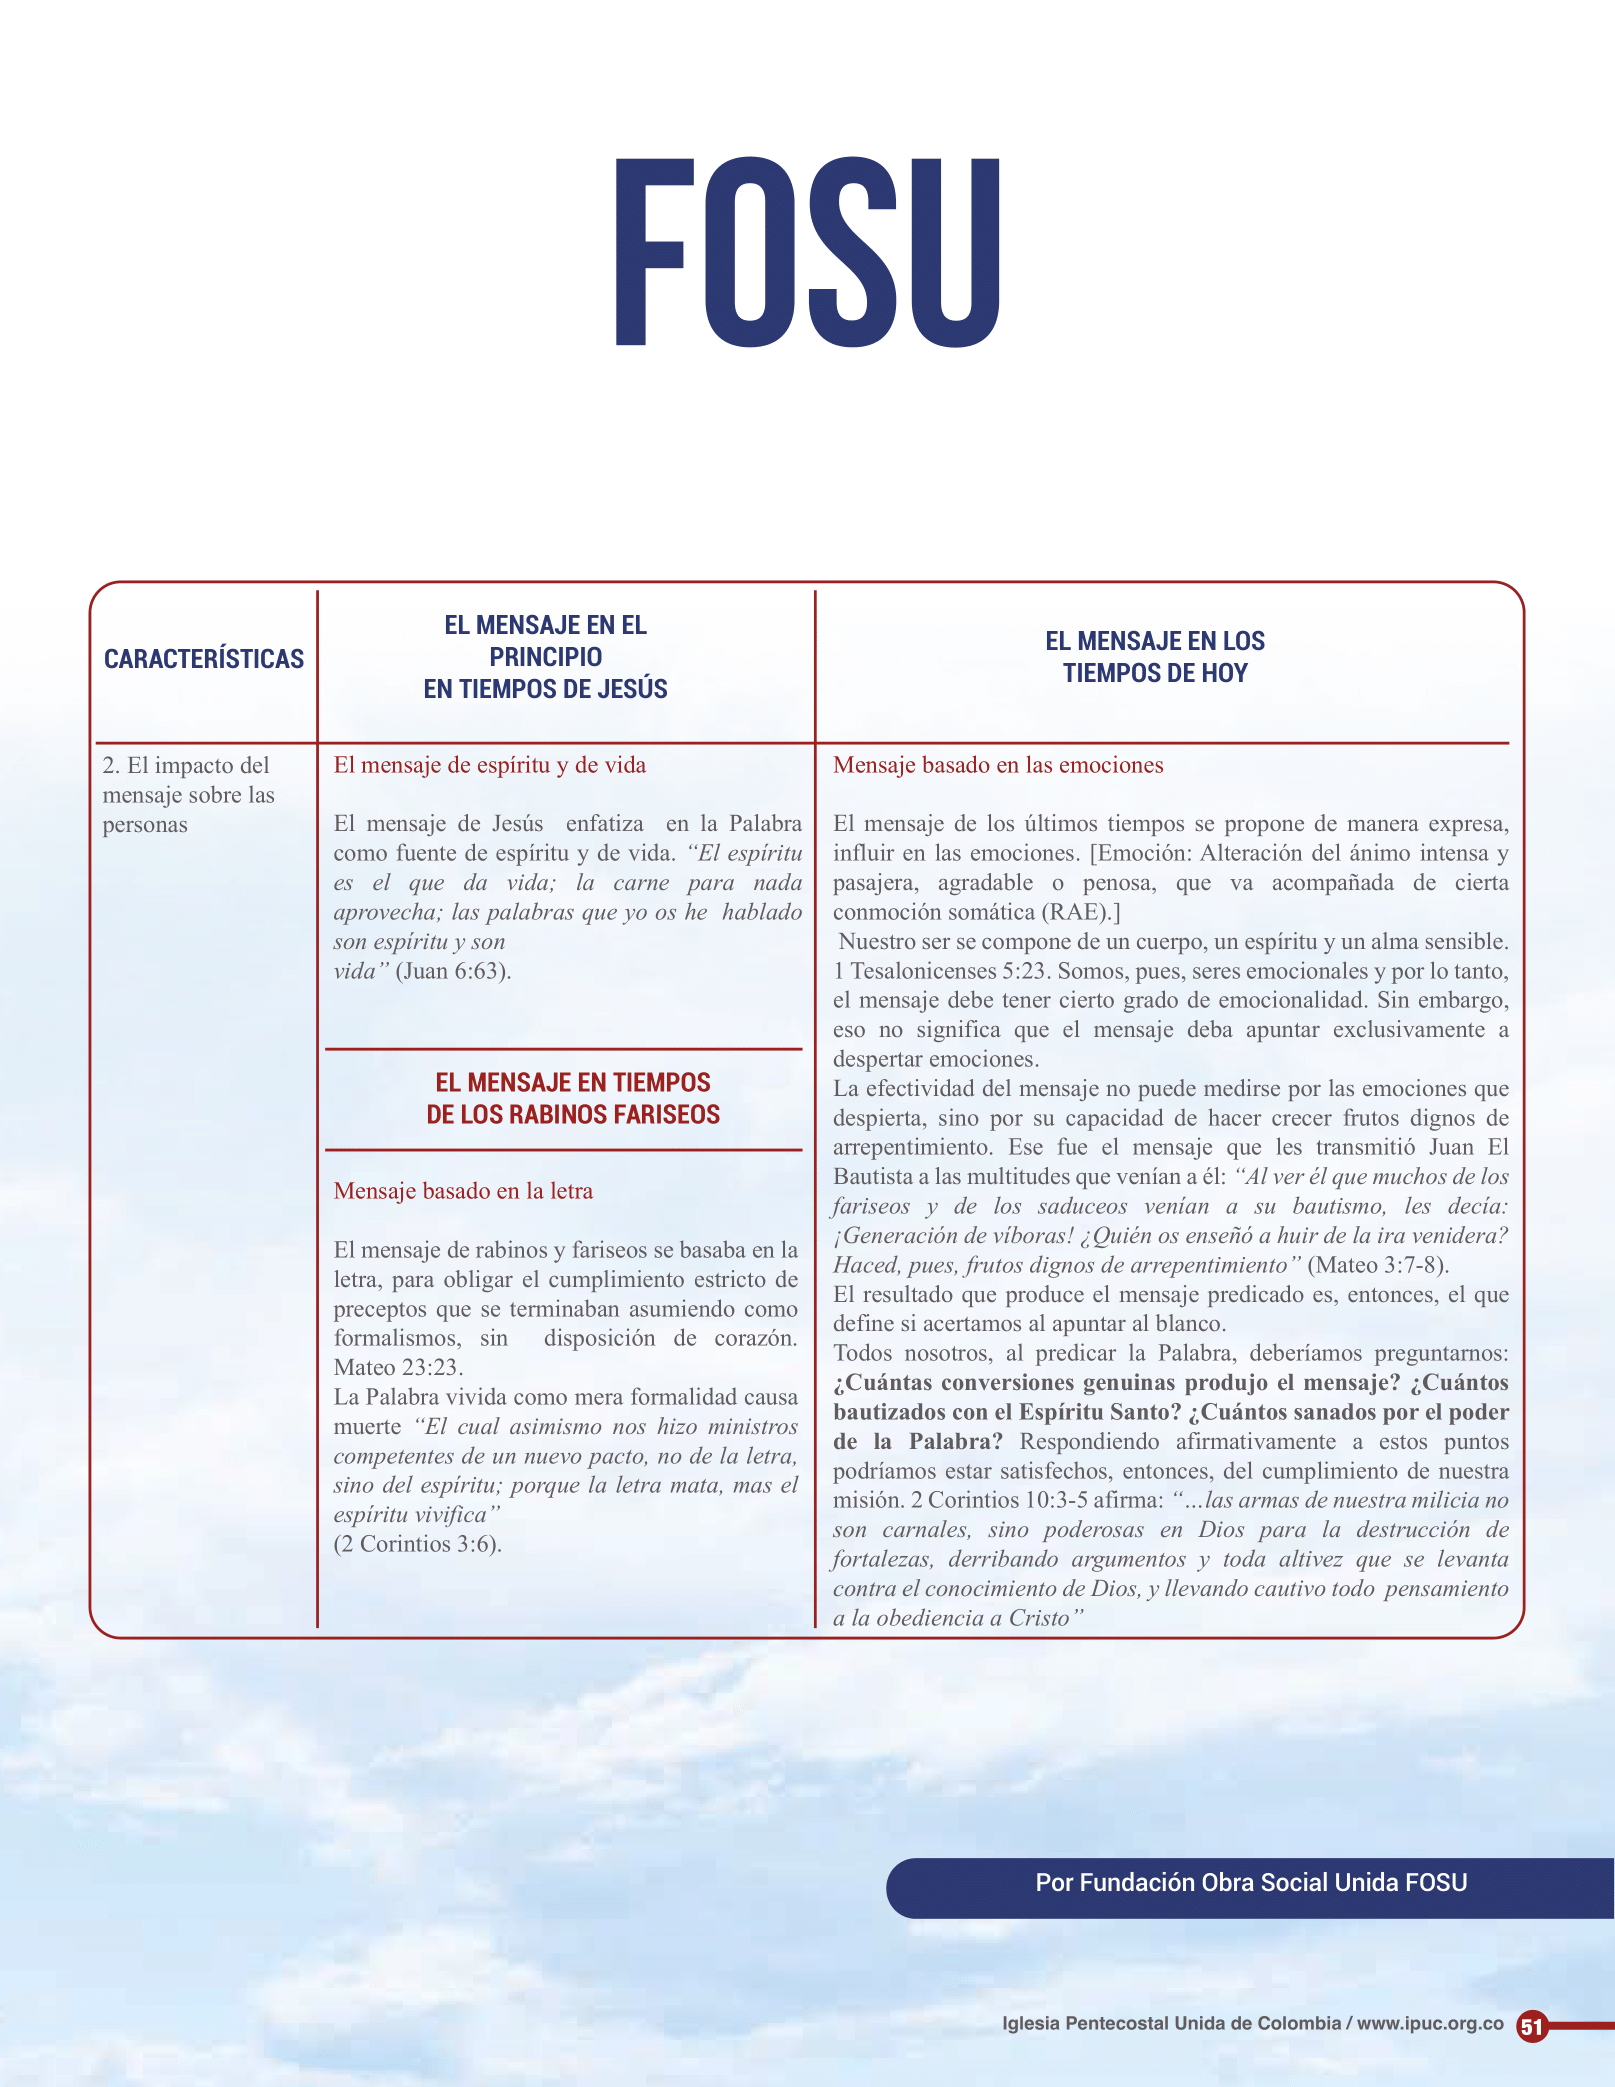 FOSU
CARACTERÍSTICAS
EL MENSAJE EN EL
PRINCIPIO
EN TIEMPOS DE JESÚS
EL MENSAJE EN LOS
TIEMPOS DE HOY
2. El impacto del
mensaje sobre las
personas
El mensaje de espíritu y de vida
El mensaje de Jesús enfatiza en la Palabra
como fuente de espíritu y de vida. “El espíritu
es el que da vida; la carne para nada
aprovecha; las palabras que yo os he hablado
son espíritu y son
vida” (Juan 6:63).
EL MENSAJE EN TIEMPOS
DE LOS RABINOS FARISEOS
Mensaje basado en la letra
El mensaje de rabinos y fariseos se basaba en la
letra, para obligar el cumplimiento estricto de
preceptos que se terminaban asumiendo como
formalismos, sin disposición de corazón.
Mateo 23:23.
La Palabra vivida como mera formalidad causa
muerte “El cual asimismo nos hizo ministros
competentes de un nuevo pacto, no de la letra,
sino del espíritu; porque la letra mata, mas el
espíritu vivifica”
(2 Corintios 3:6).
Mensaje basado en las emociones
El mensaje de los últimos tiempos se propone de manera expresa,
influir en las emociones. [Emoción: Alteración del ánimo intensa y
pasajera, agradable o penosa, que va acompañada de cierta
conmoción somática (RAE).]
Nuestro ser se compone de un cuerpo, un espíritu y un alma sensible.
1 Tesalonicenses 5:23. Somos, pues, seres emocionales y por lo tanto,
el mensaje debe tener cierto grado de emocionalidad. Sin embargo,
eso no significa que el mensaje deba apuntar exclusivamente a
despertar emociones.
La efectividad del mensaje no puede medirse por las emociones que
despierta, sino por su capacidad de hacer crecer frutos dignos de
arrepentimiento. Ese fue el mensaje que les transmitió Juan El
Bautista a las multitudes que venían a él: “Al ver él que muchos de los
fariseos y de los saduceos venían a su bautismo, les decía:
¡Generación de víboras! ¿Quién os enseñó a huir de la ira venidera?
Haced, pues, frutos dignos de arrepentimiento” (Mateo 3:7-8).
El resultado que produce el mensaje predicado es, entonces, el que
define si acertamos al apuntar al blanco.
Todos nosotros, al predicar la Palabra, deberíamos preguntarnos:
¿Cuántas conversiones genuinas produjo el mensaje? ¿Cuántos
bautizados con el Espíritu Santo? ¿Cuántos sanados por el poder
de la Palabra? Respondiendo afirmativamente a estos puntos
podríamos estar satisfechos, entonces, del cumplimiento de nuestra
misión. 2 Corintios 10:3-5 afirma: “...las armas de nuestra milicia no
son carnales, sino poderosas en Dios para la destrucción de
fortalezas, derribando argumentos y toda altivez que se levanta
contra el conocimiento de Dios, y llevando cautivo todo pensamiento
a la obediencia a Cristo”
Por Fundación Obra Social Unida FOSU
Iglesia Pentecostal Unida de Colombia / www.ipuc.org.co 51